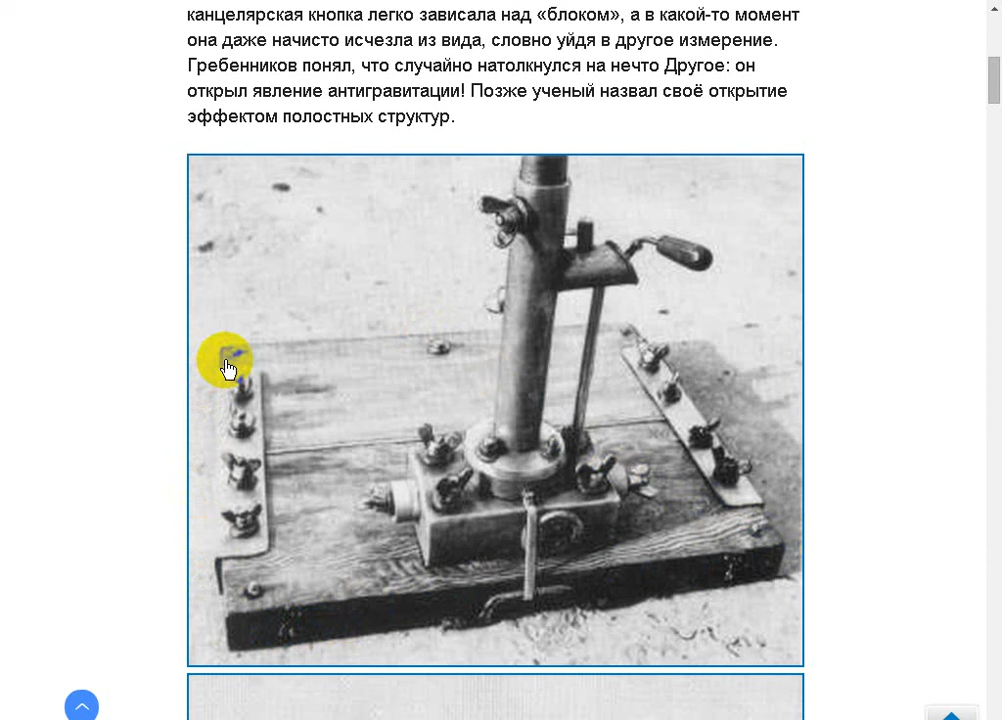 канцелярская кнопка легко зависала над «блоком», а в какой-то момент
она даже начисто исчезла из вида, словно уйдя в другое измерение.
Гребенников понял, что случайно натолкнулся на нечто Другое: он
открыл явление антигравитации! Позже ученый назвал своё открытие
эффектом полостных структур.